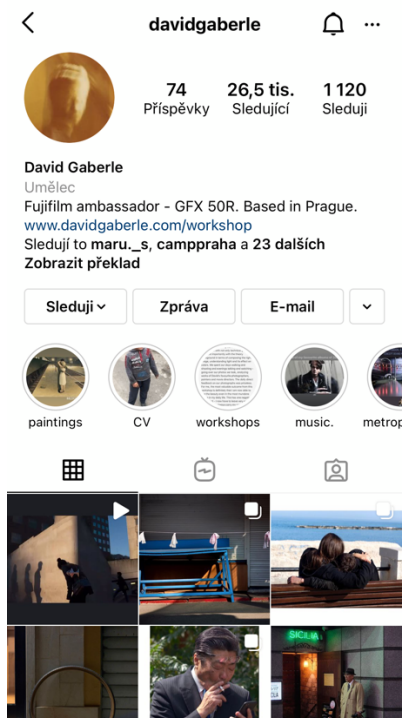 davidgaberle
74 26,5 tis. 1 120
Příspěvky Sledující Sleduji
David Gaberle
Umělec
Fujifilm ambassador - GFX 50R. Based in Prague.
www.davidgaberle.com/workshop
Sledují to maru._s, camppraha a 23 dalších
Zobrazit překlad
Sleduji Zpráva E-mail
paintings CV workshops music. metrop
SICILIA